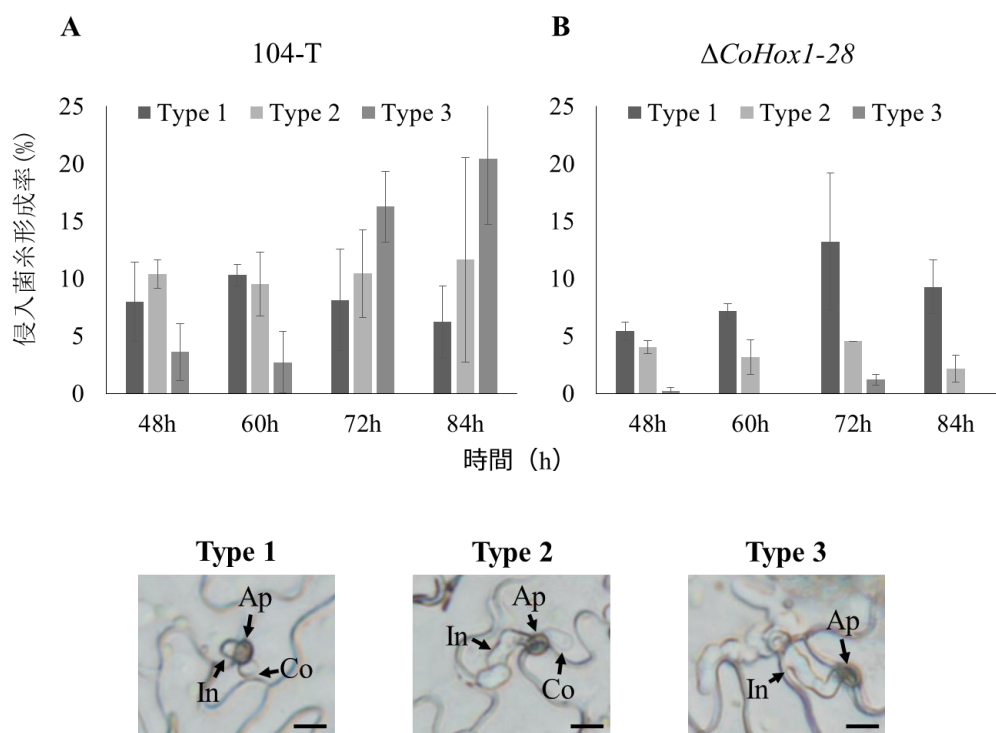 A
B
104-T
ΔCoHox1-28
侵入菌糸形成率(%)
25
20
15
10
5
0
Type 1 Type 2 Type 3
48h 60h 72h 84h
25
20
15
10
5
0
Type 1 Type 2 Type 3
48h 60h 72h 84h
時間（h）
Type 1
Ap
In
Co
Type 2
Ap
In
Co
Type 3
Ap
In